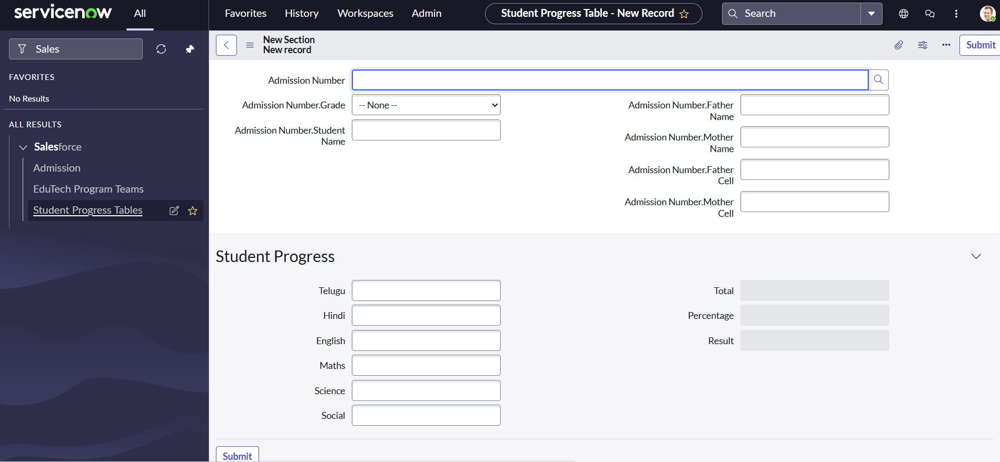 servicenow
All
Favorites
History
Workspaces
Admin
Student Progress Table - New Record
Search
Sales
FAVORITES
No Results
ALL RESULTS
Salesforce
Admission
EduTech Program Teams
Student Progress Tables
New Section
New record
Submit
Admission Number
Admission Number.Grade
-- None --
Admission Number.Student
Name
Admission Number.Father
Name
Admission Number.Mother
Name
Admission Number.Father
Cell
Admission Number.Mother
Cell
Student Progress
Telugu
Hindi
English
Maths
Science
Social
Total
Percentage
Result
Submit